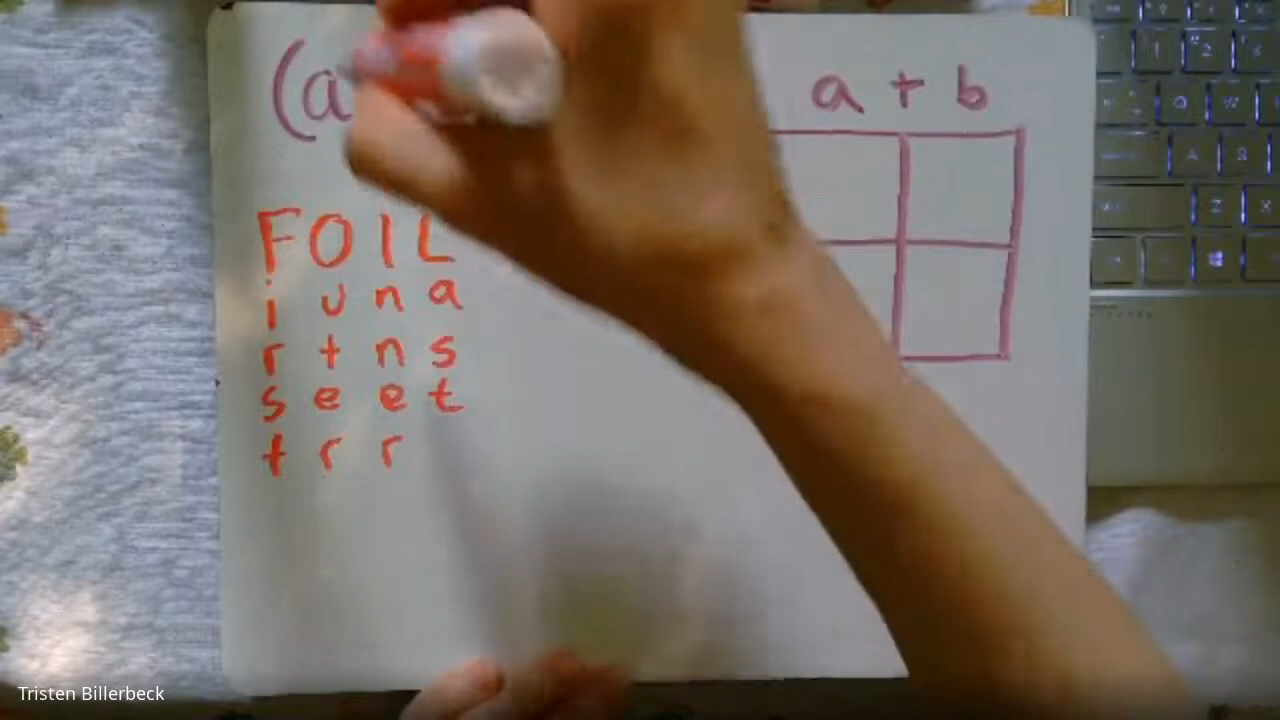 (a
a + b
FOIL
i u n a
r t n s
s e e t
t r r
Tristen Billerbeck